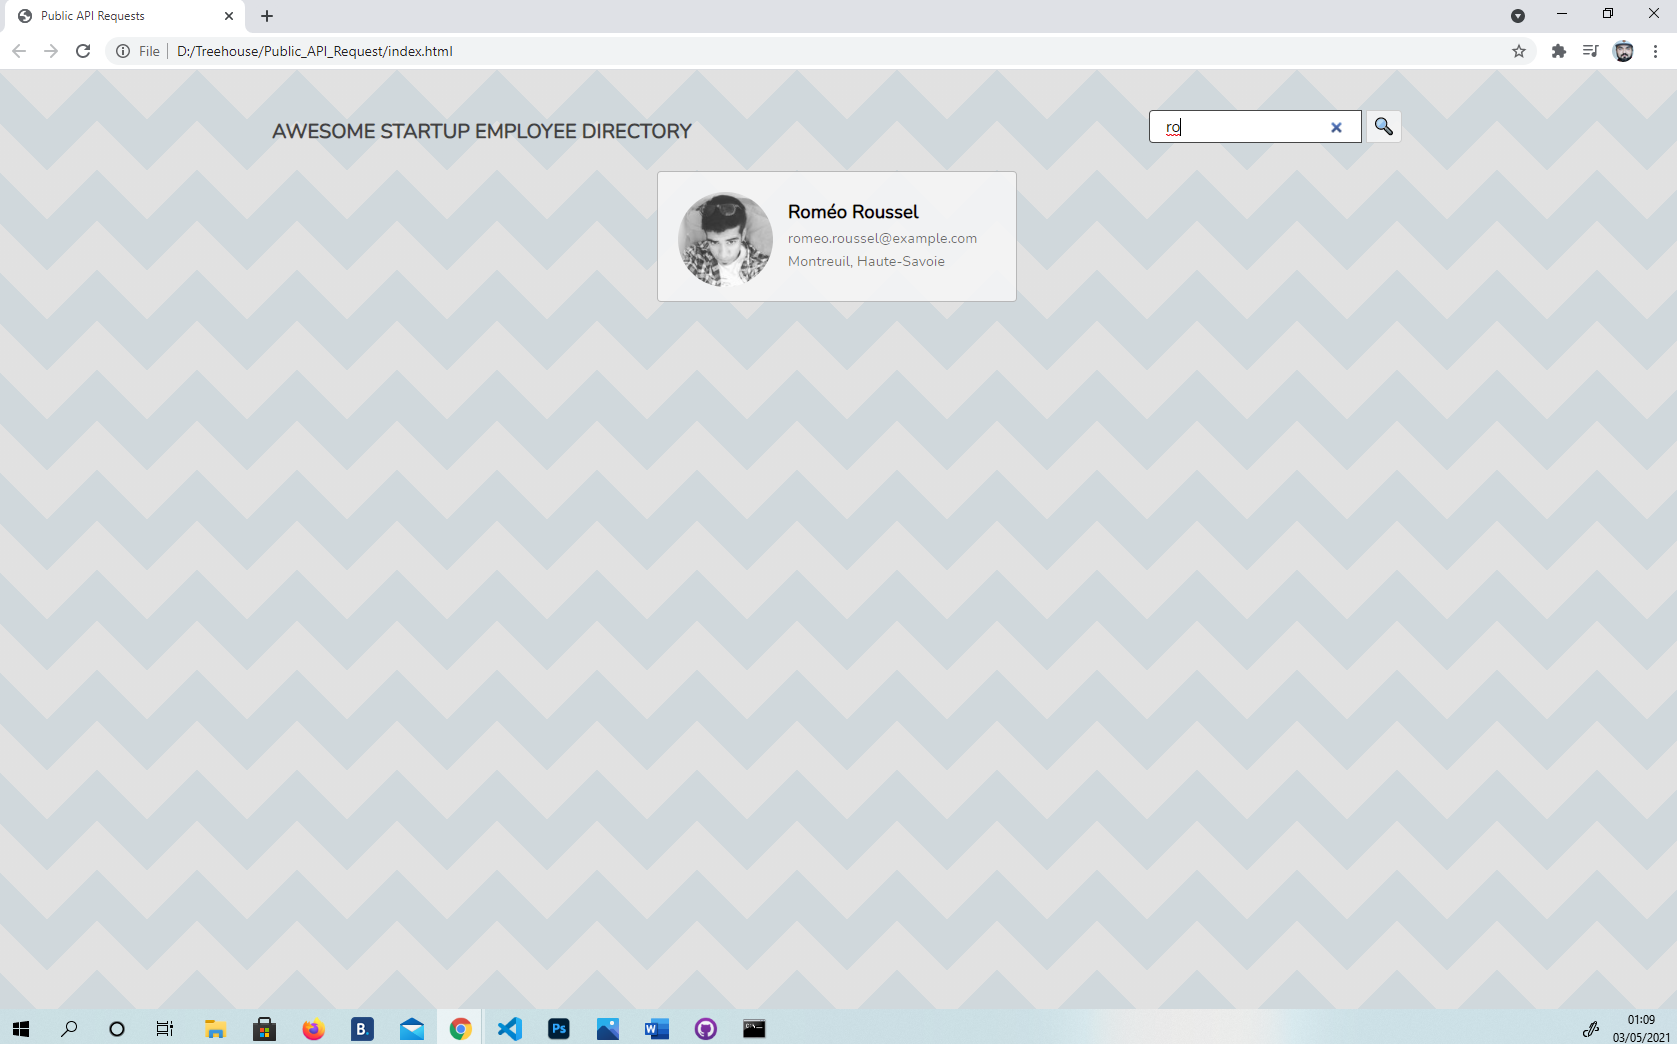 Public API Requests
File
D:/Treehouse/Public_API_Request/index.html
AWESOME STARTUP EMPLOYEE DIRECTORY
ro
Roméo Roussel
romeo.roussel@example.com
Montreuil, Haute-Savoie
B.
Ps
W
01:09
03/05/2021